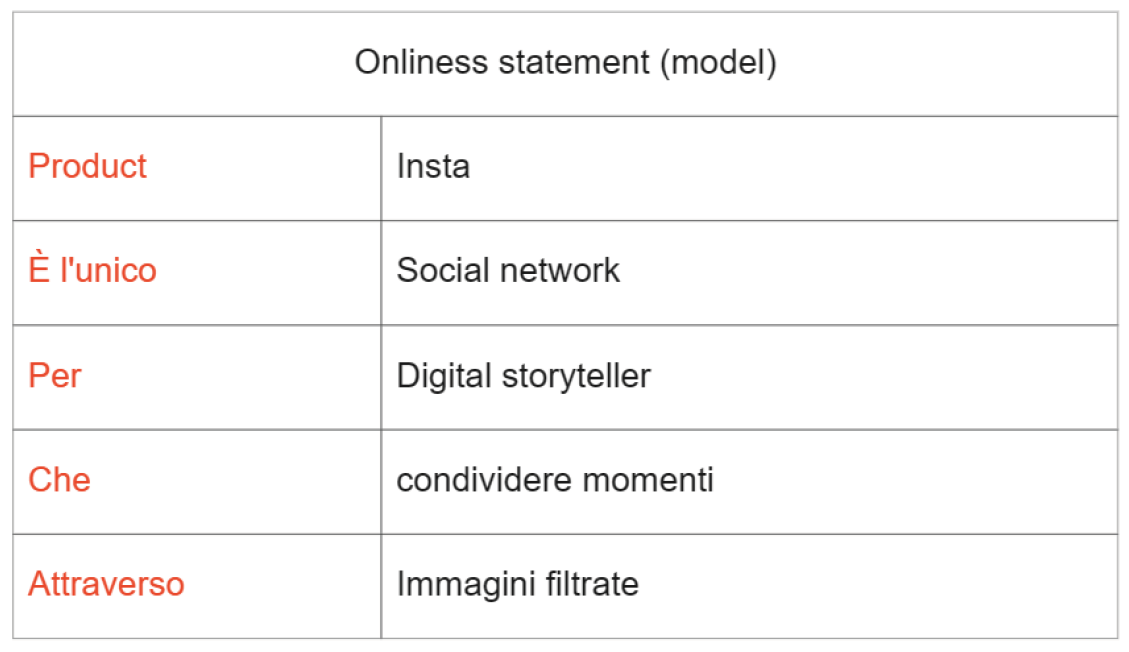 Onliness statement (model)
Product Insta
È l'unico Social network
Per Digital storyteller
Che condividere momenti
Attraverso Immagini filtrate